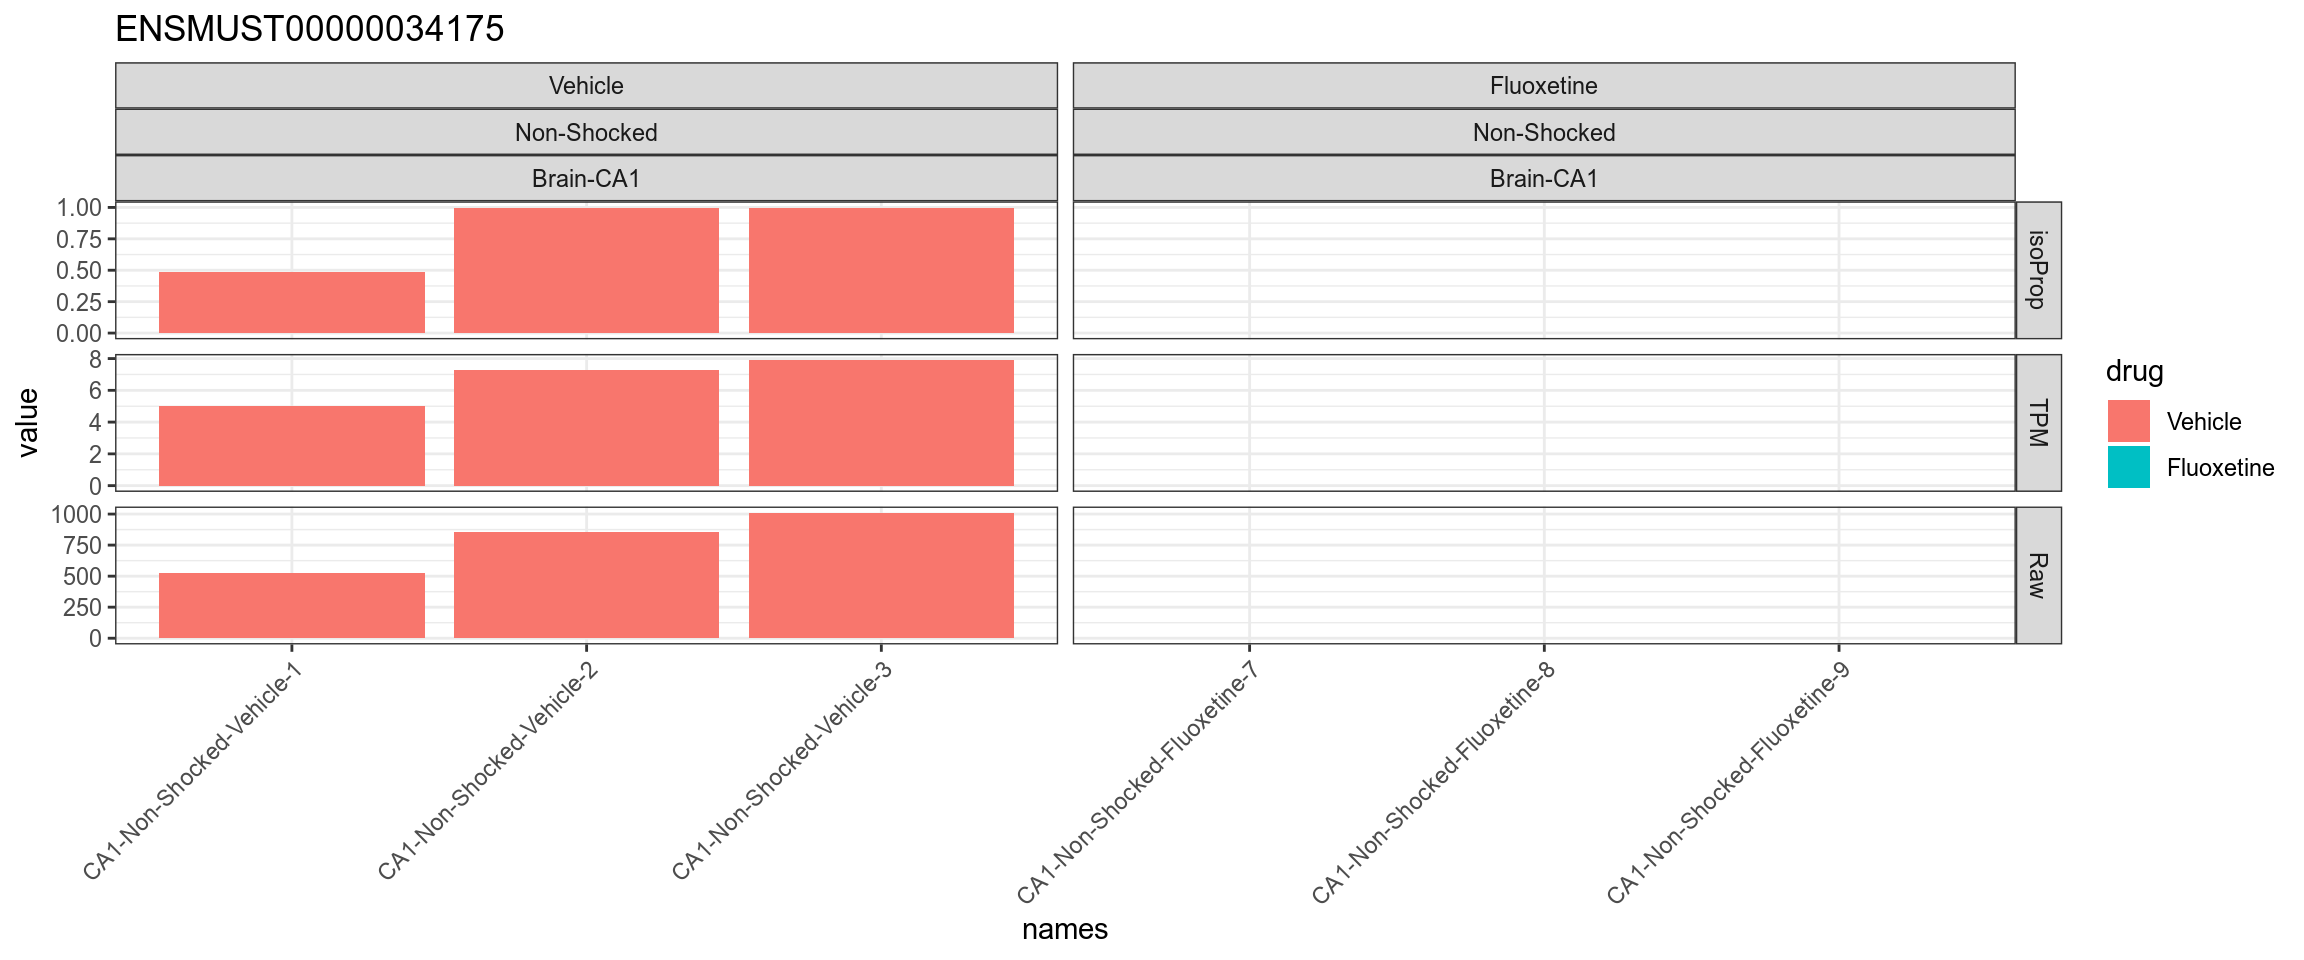 ENSMUST00000034175
Vehicle
Fluoxetine
Non-Shocked
Non-Shocked
Brain-CA1
Brain-CA1
1.00
0.75
0.50
0.25
0.00
isoProp
8
6
4
2
0
TPM
1000
750
500
250
0
Raw
value
CA1-Non-Shocked-Vehicle-1
CA1-Non-Shocked-Vehicle-2
CA1-Non-Shocked-Vehicle-3
CA1-Non-Shocked-Fluoxetine-7
CA1-Non-Shocked-Fluoxetine-8
CA1-Non-Shocked-Fluoxetine-9
names
drug
Vehicle
Fluoxetine